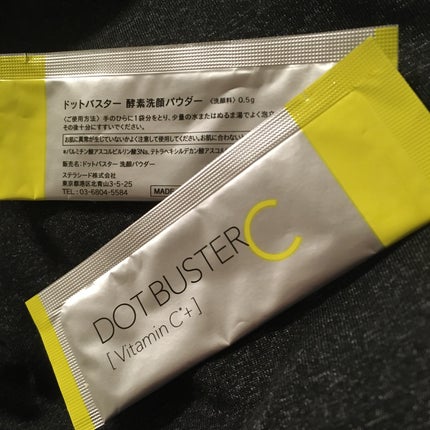 ドットバスター 酵素洗顔パウダー 〈洗顔料〉 0.5g
〈ご使用方法〉 手のひらに1袋分をとり、少量の水またはぬるま湯でよく泡立
その後十分にすすいでください。
お肌に異常が生じていないかよく注意して使用してください。お肌に合わない
*パルミチン酸アスコルビルリン酸3Na、テトラヘキシルデカン酸アスコル
販売名:ドットバスター 洗顔パウダー
ステラシード株式会社
東京都港区北青山3-5-25
TEL:03-6804-5584
MADE
DOT BUSTER C
[Vitamin C*+]